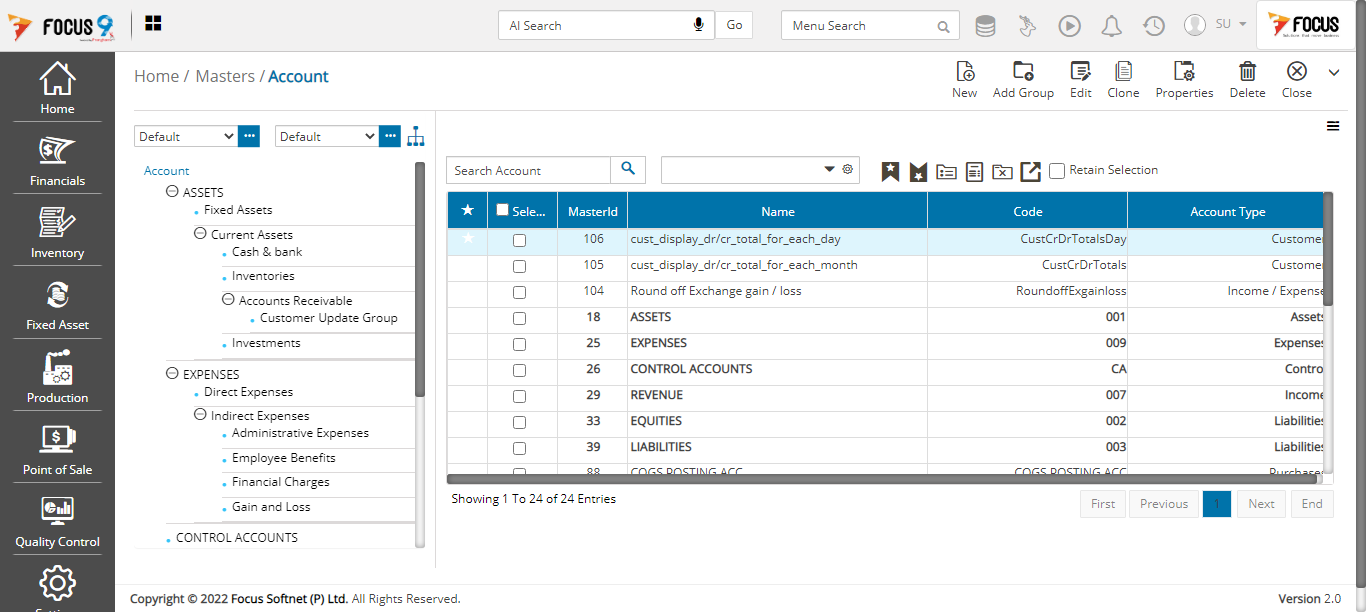 FOCUS 9
AI Search
Go
Menu Search
SU
FOCUS
Home / Masters / Account
New
Add Group
Edit
Clone
Properties
Delete
Close
Home
Financials
Inventory
Fixed Asset
Production
Point of Sale
Quality Control
Default
Default
Account
ASSETS
Fixed Assets
Current Assets
Cash & bank
Inventories
Accounts Receivable
Customer Update Group
Investments
EXPENSES
Direct Expenses
Indirect Expenses
Administrative Expenses
Employee Benefits
Financial Charges
Gain and Loss
CONTROL ACCOUNTS
Search Account
Retain Selection
Sele... MasterId Name Code Account Type
106 cust_display_dr/cr_total_for_each_day CustCrDrTotalsDay Customer
105 cust_display_dr/cr_total_for_each_month CustCrDrTotals Customer
104 Round off Exchange gain / loss RoundoffExgainloss Income / Expense
18 ASSETS 001 Assets
25 EXPENSES 009 Expenses
26 CONTROL ACCOUNTS CA Contro
29 REVENUE 007 Income
33 EQUITIES 002 Liabilities
39 LIABILITIES 003 Liabilities
88 COGS POSTING ACC COGS POSTING ACC Purchases
Showing 1 To 24 of 24 Entries
First
Previous
1
Next
End
Copyright © 2022 Focus Softnet (P) Ltd. All Rights Reserved.
Version 2.0